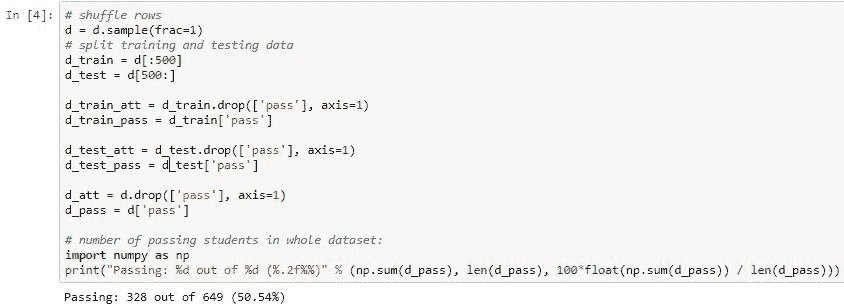 In [4]: # shuffle rows
d = d.sample(frac=1)
# split training and testing data
d_train = d[:500]
d_test = d[500:]
d_train_att = d_train.drop(['pass'], axis=1)
d_train_pass = d_train['pass']
d_test_att = d_test.drop(['pass'], axis=1)
d_test_pass = d_test['pass']
d_att = d.drop(['pass'], axis=1)
d_pass = d['pass']
# number of passing students in whole dataset:
import numpy as np
print("Passing: %d out of %d (%.2f%%)" % (np.sum(d_pass), len(d_pass), 100*float(np.sum(d_pass)) / len(d_pass)))
Passing: 328 out of 649 (50.54%)